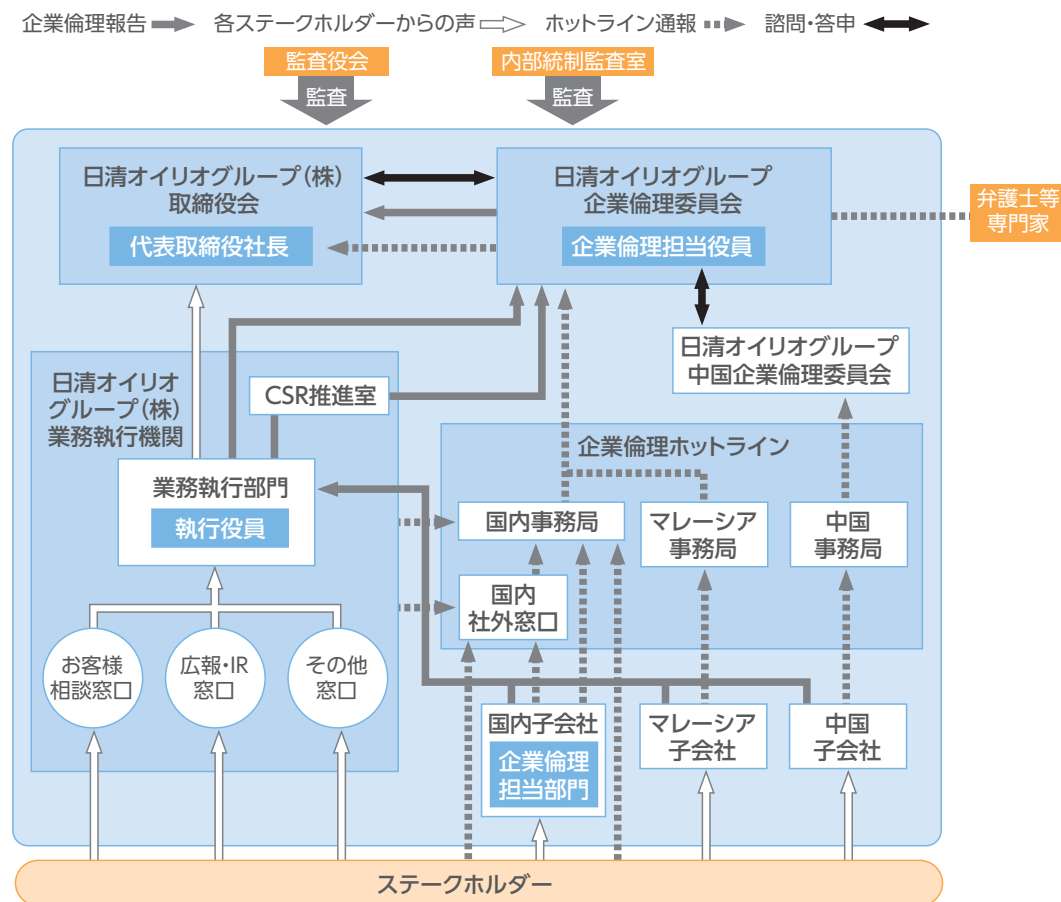 企業倫理報告
各ステークホルダーからの声
ホットライン通報
諮問・答申
監査役会
内部統制監査室
監査
監査
日清オイリオグループ(株)
取締役会
代表取締役社長
日清オイリオグループ
企業倫理委員会
企業倫理担当役員
弁護士等
専門家
日清オイリオグループ
中国企業倫理委員会
日清オイリオ
グループ(株)
業務執行機関
CSR推進室
業務執行部門
執行役員
企業倫理ホットライン
国内事務局
マレーシア
事務局
中国
事務局
国内
社外窓口
お客様
相談窓口
広報・IR
窓口
その他
窓口
国内子会社
企業倫理
担当部門
マレーシア
子会社
中国
子会社
ステークホルダー